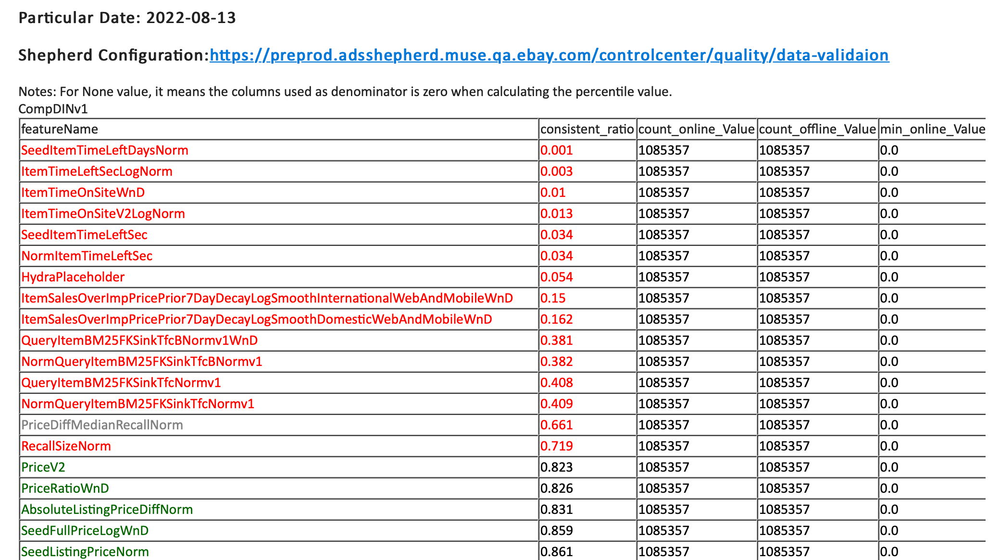 Particular Date: 2022-08-13
Shepherd Configuration:https://preprod.adsshepherd.muse.qa.ebay.com/controlcenter/quality/data-validaion
Notes: For None value, it means the columns used as denominator is zero when calculating the percentile value.
CompDINv1
featureName consistent_ratio count_online_Value count_offline_Value min_online_Value
SeedItemTimeLeftDaysNorm 0.001 1085357 1085357 0.0
ItemTimeLeftSecLogNorm 0.003 1085357 1085357 0.0
ItemTimeOnSiteWnD 0.01 1085357 1085357 0.0
ItemTimeOnSiteV2LogNorm 0.013 1085357 1085357 0.0
SeedItemTimeLeftSec 0.034 1085357 1085357 0.0
NormItemTimeLeftSec 0.034 1085357 1085357 0.0
HydraPlaceholder 0.054 1085357 1085357 0.0
ItemSalesOverImpPricePrior7DayDecayLogSmoothInternationalWebAndMobileWnD 0.15 1085357 1085357 0.0
ItemSalesOverImpPricePrior7DayDecayLogSmoothDomesticWebAndMobileWnD 0.162 1085357 1085357 0.0
QueryItemBM25FKSinkTfcBNormv1WnD 0.381 1085357 1085357 0.0
NormQueryItemBM25FKSinkTfcBNormv1 0.382 1085357 1085357 0.0
QueryItemBM25FKSinkTfcNormv1 0.408 1085357 1085357 0.0
NormQueryItemBM25FKSinkTfcNormv1 0.409 1085357 1085357 0.0
PriceDiffMedianRecallNorm 0.661 1085357 1085357 0.0
RecallSizeNorm 0.719 1085357 1085357 0.0
PriceV2 0.823 1085357 1085357 0.0
PriceRatioWnD 0.826 1085357 1085357 0.0
AbsoluteListingPriceDiffNorm 0.831 1085357 1085357 0.0
SeedFullPriceLogWnD 0.859 1085357 1085357 0.0
SeedListingPriceNorm 0.861 1085357 1085357 0.0